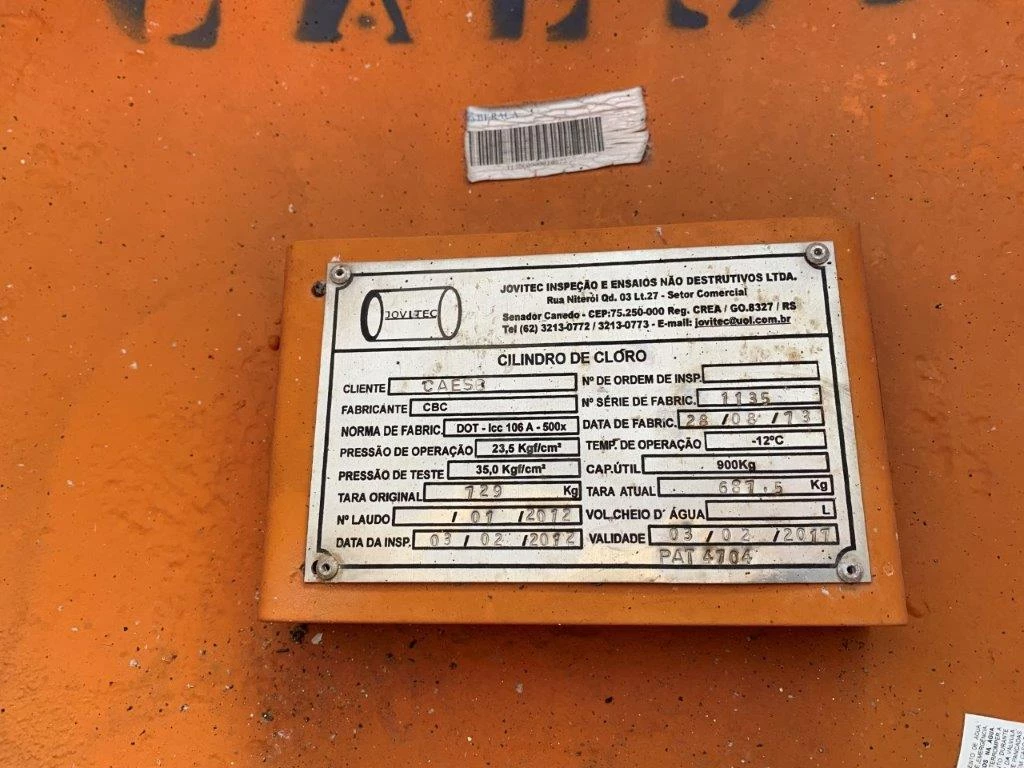 CAESB
BERACA
JOVITEC
JOVITEC INSPEÇÃO E ENSAIOS NÃO DESTRUTIVOS LTDA.
Rua Niterói Qd. 03 Lt.27 - Setor Comercial
Senador Canedo - CEP:75.250-000 Reg. CREA / GO.8327 / RS
Tel (62) 3213-0772 / 3213-0773 - E-mail: jovitec@uol.com.br
CILINDRO DE CLORO
CLIENTE CAESB Nº DE ORDEM DE INSP.
FABRICANTE CBC Nº SÉRIE DE FABRIC. 1135
NORMA DE FABRIC. DOT - Icc 106 A - 500x DATA DE FABRIC. 28 / 08 / 73
PRESSÃO DE OPERAÇÃO 23,5 Kgf/cm² TEMP. DE OPERAÇÃO -12ºC
PRESSÃO DE TESTE 35,0 Kgf/cm² CAP.ÚTIL 900Kg
TARA ORIGINAL 729 Kg TARA ATUAL 687.5 Kg
Nº LAUDO / 01 / 2012 VOL.CHEIO D´ ÁGUA L
DATA DA INSP. 03 / 02 / 2012 VALIDADE 03 / 02 / 2017
PAT 4704